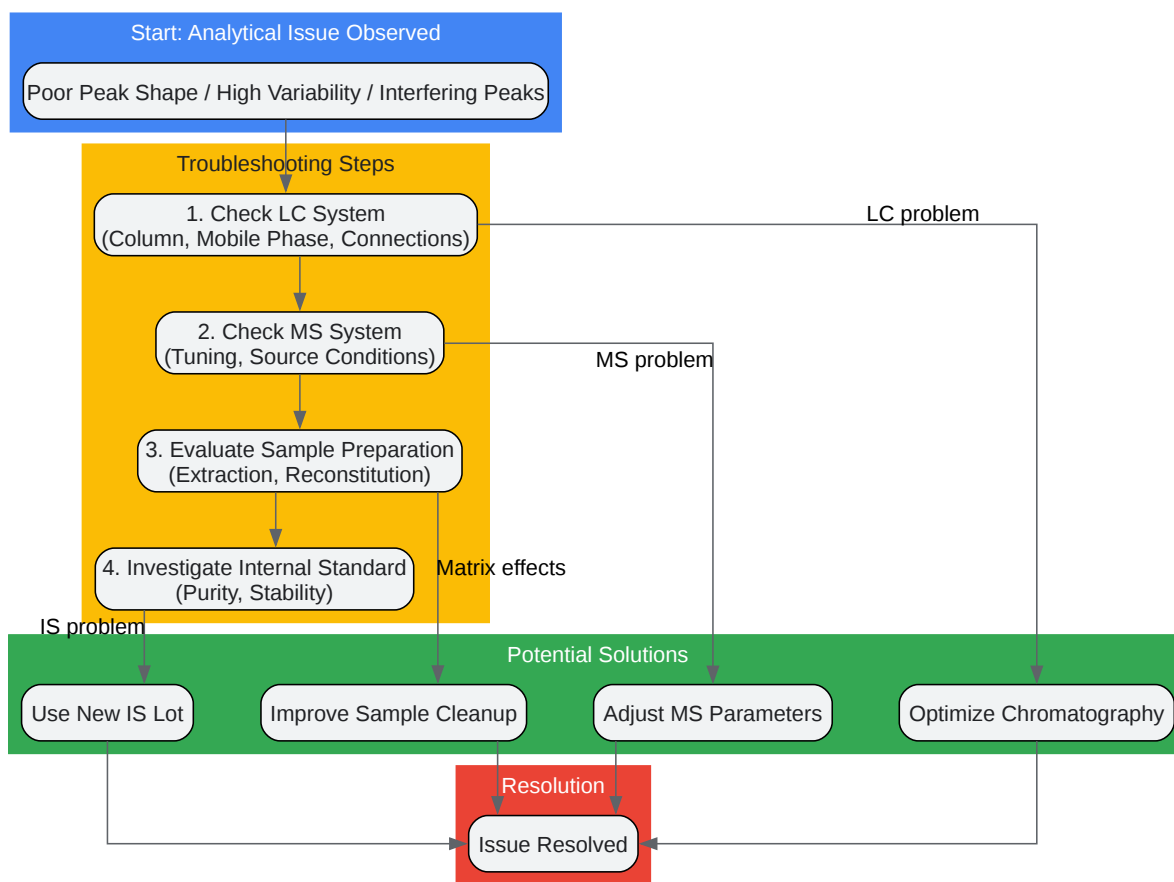 Start: Analytical Issue Observed
Poor Peak Shape / High Variability / Interfering Peaks
Troubleshooting Steps
1. Check LC System
(Column, Mobile Phase, Connections)
LC problem
2. Check MS System
(Tuning, Source Conditions)
MS problem
3. Evaluate Sample Preparation
(Extraction, Reconstitution)
4. Investigate Internal Standard
(Purity, Stability)
Matrix effects
IS problem
Potential Solutions
Use New IS Lot
Improve Sample Cleanup
Adjust MS Parameters
Optimize Chromatography
Resolution
Issue Resolved